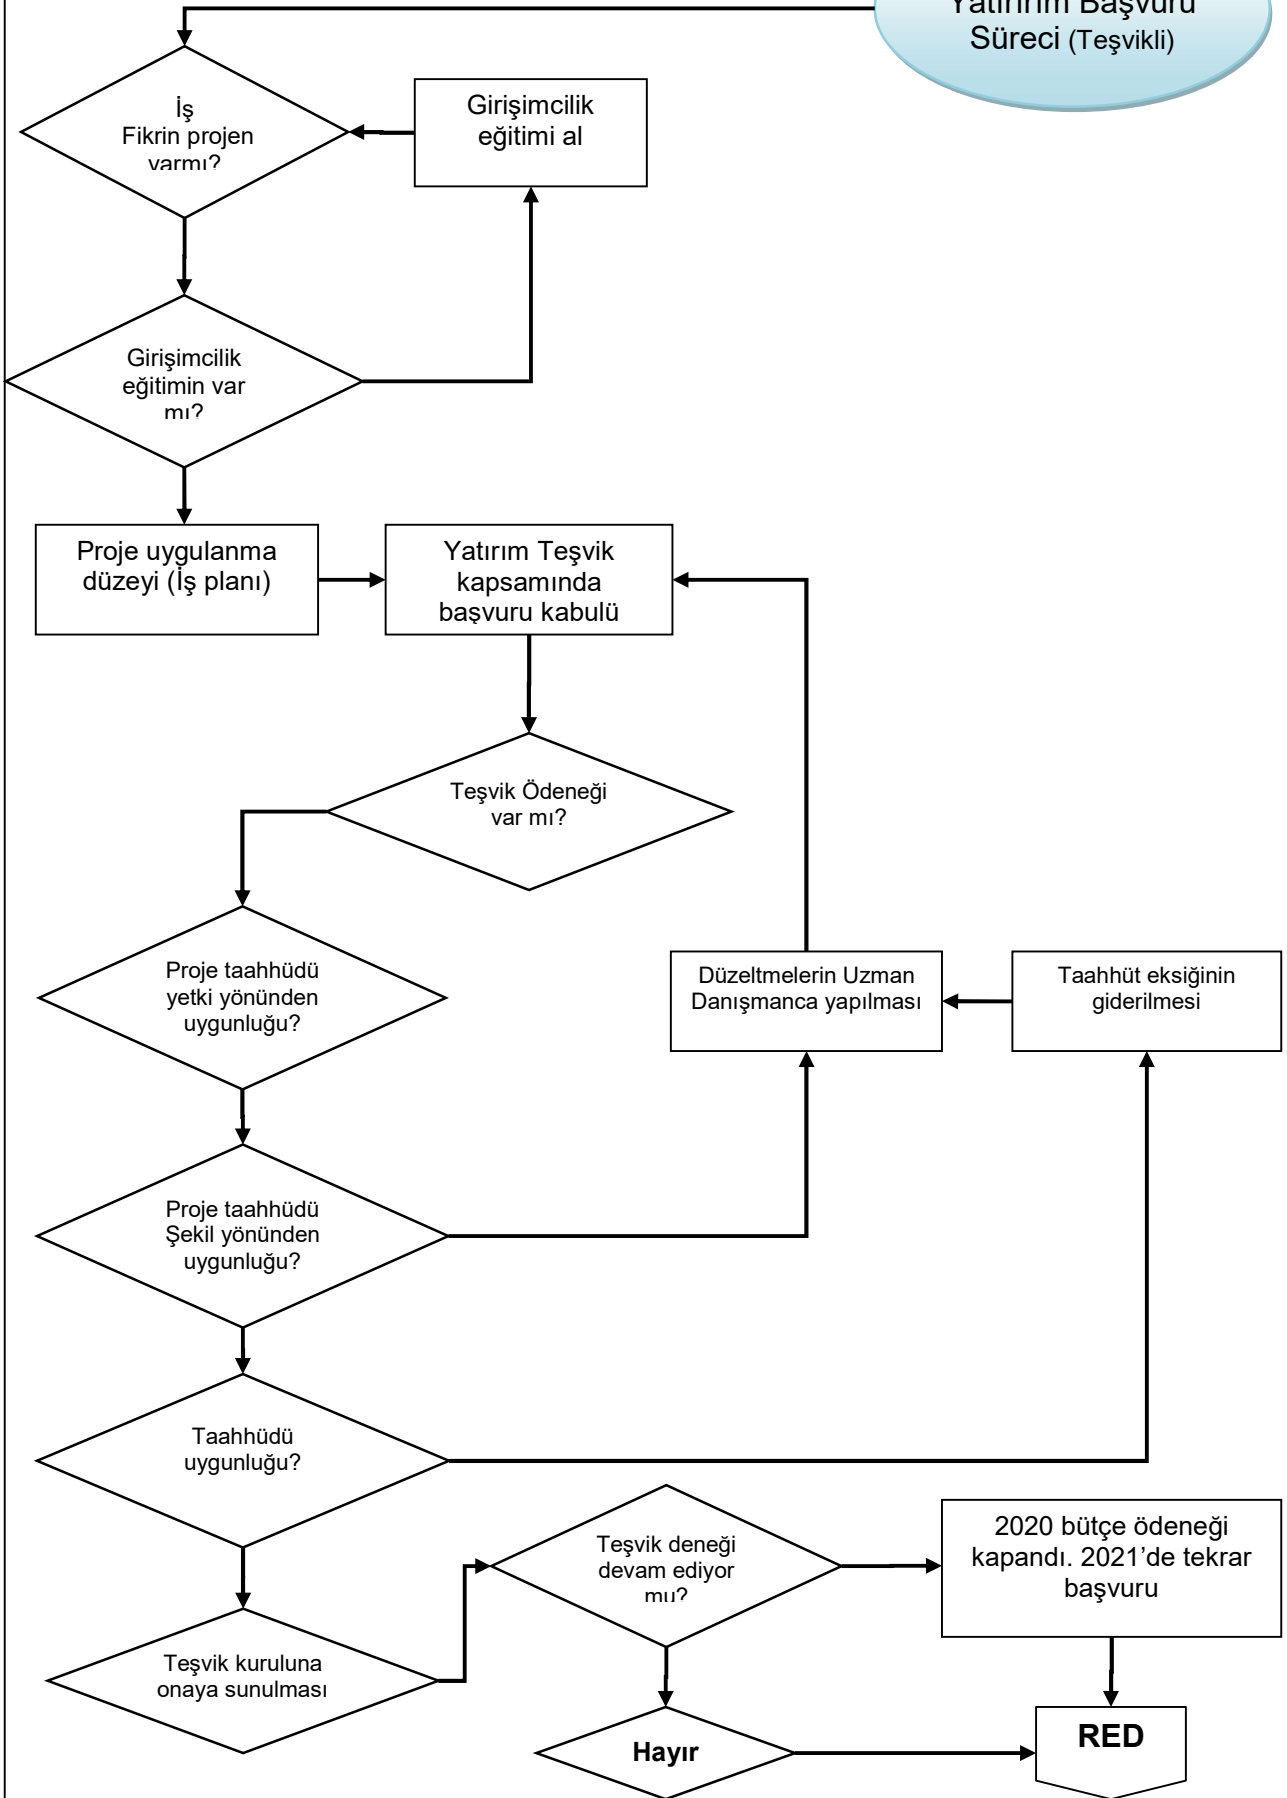 Yatırırım Başvuru
Süreci (Teşvikli)
İş
Fikrin projen
varmı?
Girişimcilik
eğitimi al
Girişimcilik
eğitimin var
mı?
Proje uygulanma
düzeyi (İş planı)
Yatırım Teşvik
kapsamında
başvuru kabulü
Teşvik Ödeneği
var mı?
Proje taahhüdü
yetki yönünden
uygunluğu?
Düzeltmelerin Uzman
Danışmanca yapılması
Taahhüt eksiğinin
giderilmesi
Proje taahhüdü
Şekil yönünden
uygunluğu?
Taahhüdü
uygunluğu?
Teşvik deneği
devam ediyor
mu?
2020 bütçe ödeneği
kapandı. 2021’de tekrar
başvuru
Teşvik kuruluna
onaya sunulması
Hayır
RED